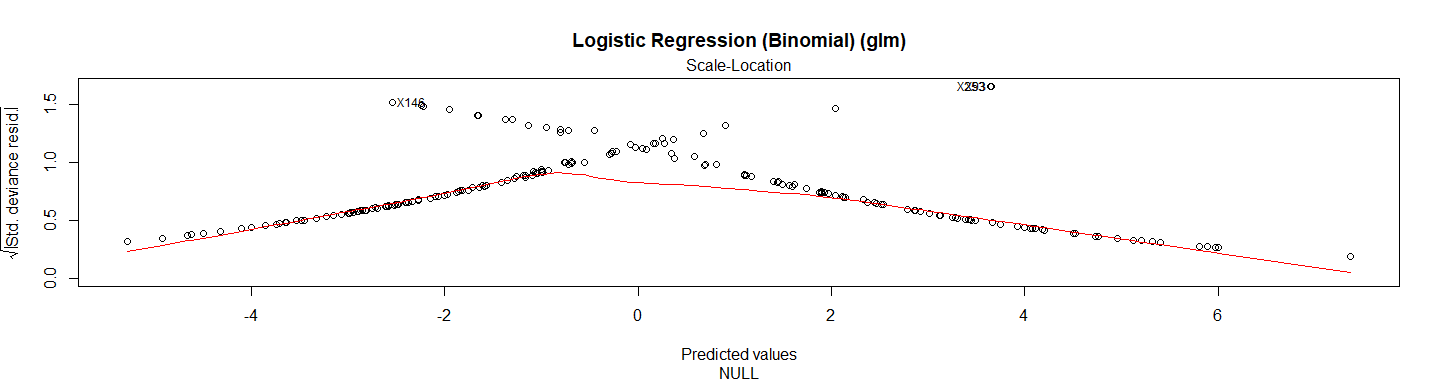 Logistic Regression (Binomial) (glm)
Scale-Location
√|Std. deviance resid.|
1.5
1.0
0.5
0.0
X146
293
-4 -2 0 2 4 6
Predicted values
NULL